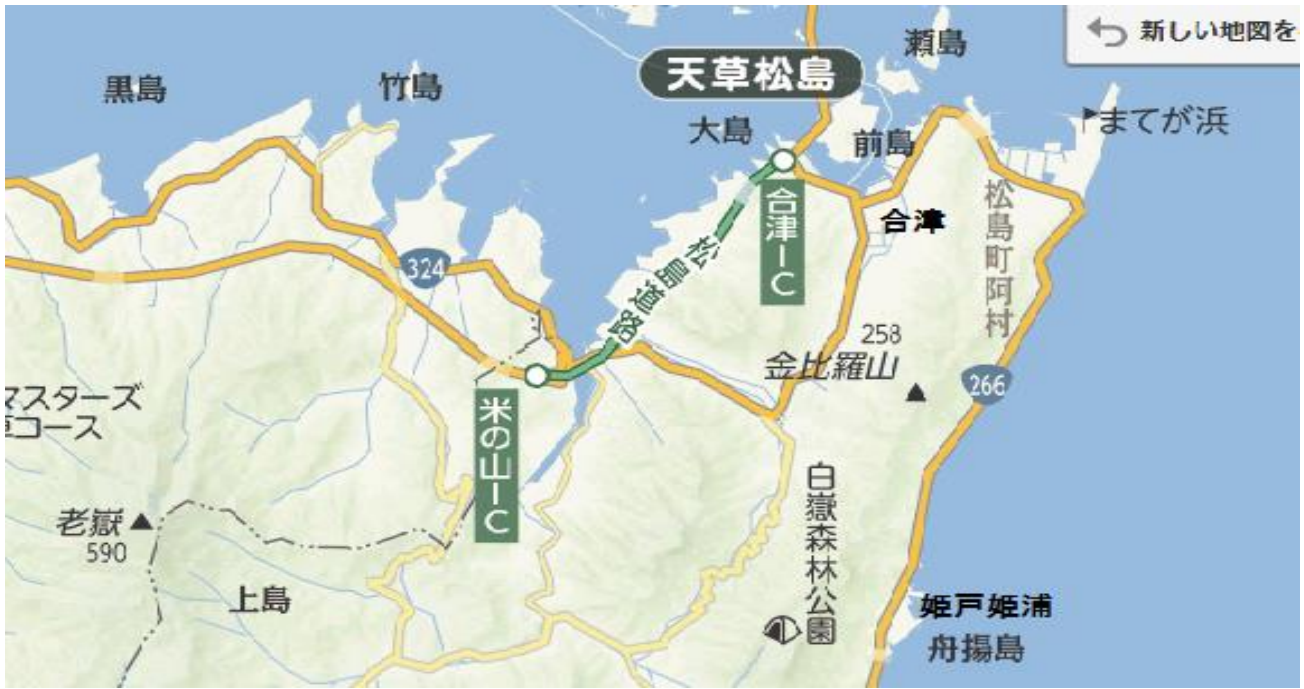 新しい地図を
瀬島
天草松島
竹島
黒島
まてが浜
大島
前島
松島町阿村
合津IC
合津
松島道路
324
258
金比羅山
266
マスターズ
コース
米の山IC
白嶽森林公園
老嶽
590
上島
姫戸姫浦
舟揚島